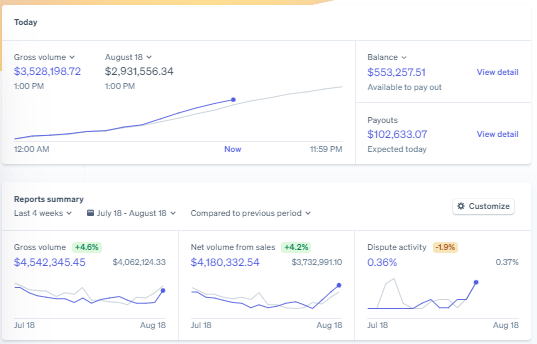 Today
Gross volume August 18
$3,528,198.72 $2,931,556.34
1:00 PM 1:00 PM
12:00 AM Now 11:59 PM
Balance
$553,257.51 View detail
Available to pay out
Payouts
$102,633.07 View detail
Expected today
Reports summary
Last 4 weeks July 18 - August 18 Compared to previous period Customize
Gross volume +4.6%
$4,542,345.45 $4,062,124.33
Jul 18 Aug 18
Net volume from sales +4.2%
$4,180,332.54 $3,732,991.10
Jul 18 Aug 18
Dispute activity -1.9%
0.36% 0.37%
Jul 18 Aug 18